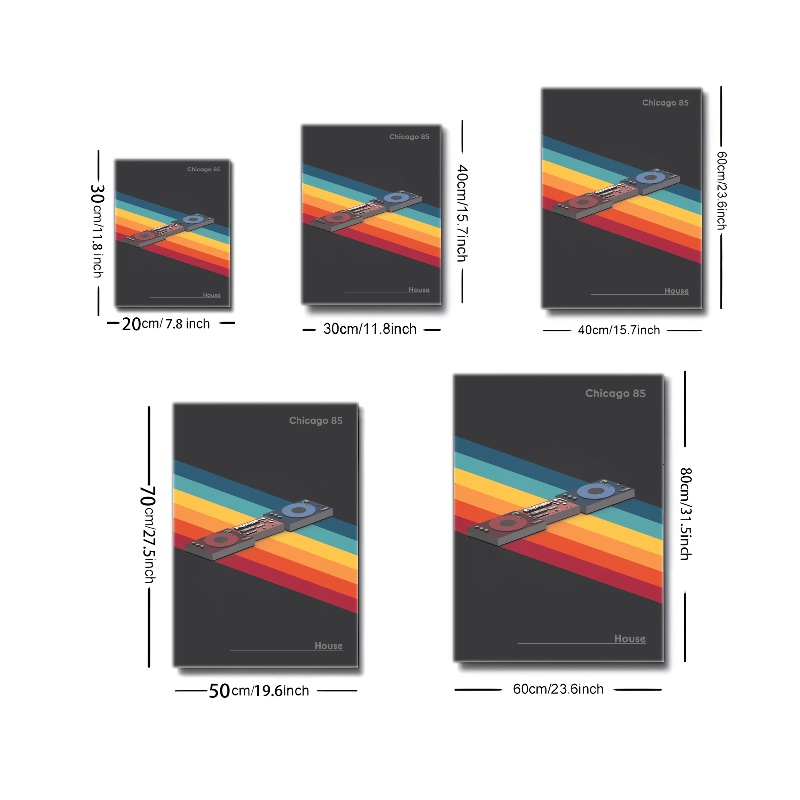 Chicago 85
House
30cm/11.8 inch
20cm/ 7.8 inch
Chicago 85
House
40cm/15.7inch
30cm/11.8inch
Chicago 85
House
60cm/23.6inch
40cm/15.7inch
Chicago 85
House
70cm/27.5inch
50cm/19.6inch
Chicago 85
House
80cm/31.5inch
60cm/23.6inch